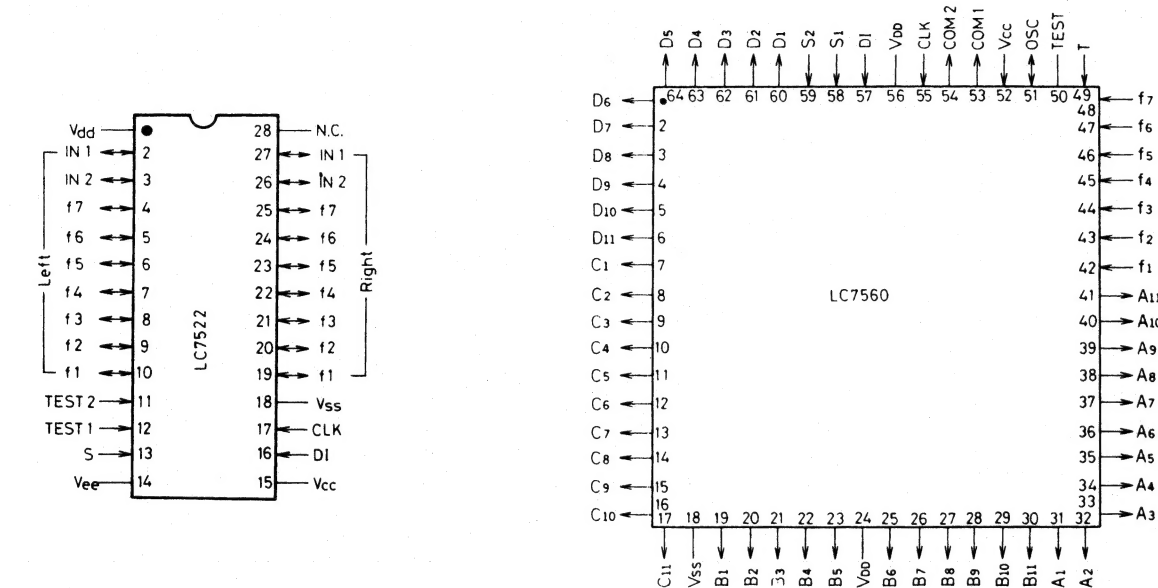 Vdd 28 N.C.
IN 1 2 27 IN 1
IN 2 3 26 IN 2
f7 4 25 f7
f6 5 24 f6
f5 6 23 f5
f4 7 22 f4
f3 8 21 f3
f2 9 20 f2
f1 10 19 f1
TEST 2 11 18 Vss
TEST 1 12 17 CLK
S 13 16 DI
Vee 14 15 Vcc
Left
Right
LC7522
D5 D4 D3 D2 D1 S2 S1 DI VDD CLK COM 2 COM 1 Vcc OSC TEST T
64 63 62 61 60 59 58 57 56 55 54 53 52 51 50 49
D6 48 f7
D7 2 47 f6
D8 3 46 f5
D9 4 45 f4
D10 5 44 f3
D11 6 43 f2
C1 7 42 f1
C2 8 LC7560 41 A11
C3 9 40 A10
C4 10 39 A9
C5 11 38 A8
C6 12 37 A7
C7 13 36 A6
C8 14 35 A5
C9 15 34 A4
C10 16 33 A3
17 18 19 20 21 22 23 24 25 26 27 28 29 30 31 32
C11 VSS B1 B2 B3 B4 B5 VDD B6 B7 B8 B9 B10 B11 A1 A2